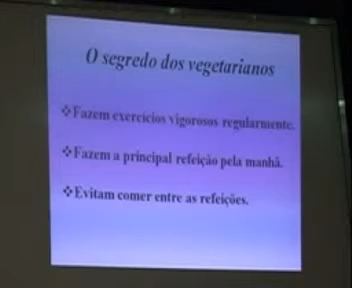 O segredo dos vegetarianos
❖Fazem exercícios vigorosos regularmente.
❖Fazem a principal refeição pela manhã.
❖Evitam comer entre as refeições.